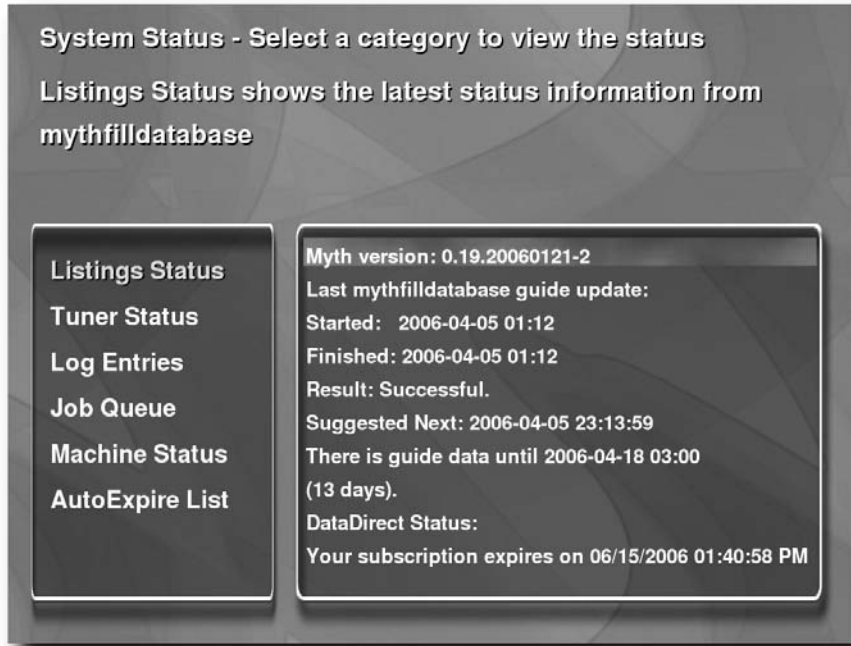 System Status - Select a category to view the status
Listings Status shows the latest status information from
mythfilldatabase
Listings Status
Tuner Status
Log Entries
Job Queue
Machine Status
AutoExpire List
Myth version: 0.19.20060121-2
Last mythfilldatabase guide update:
Started: 2006-04-05 01:12
Finished: 2006-04-05 01:12
Result: Successful.
Suggested Next: 2006-04-05 23:13:59
There is guide data until 2006-04-18 03:00
(13 days).
DataDirect Status:
Your subscription expires on 06/15/2006 01:40:58 PM